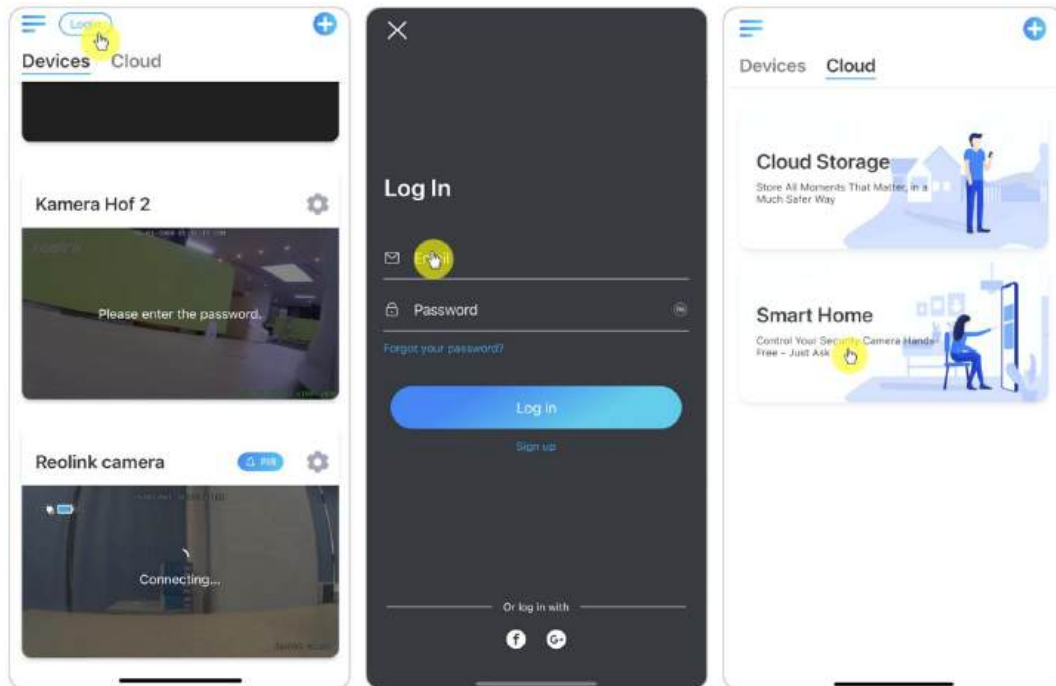 Login
Devices Cloud
Kamera Hof 2
Please enter the password.
Reolink camera
PIR
Connecting...
Log In
Email
Password
Forgot your password?
Log in
Sign up
Or log in with
f G+
Devices Cloud
Cloud Storage
Store All Moments That Matter, in a
Much Safer Way
Smart Home
Control Your Security Camera Hands-
Free – Just Ask